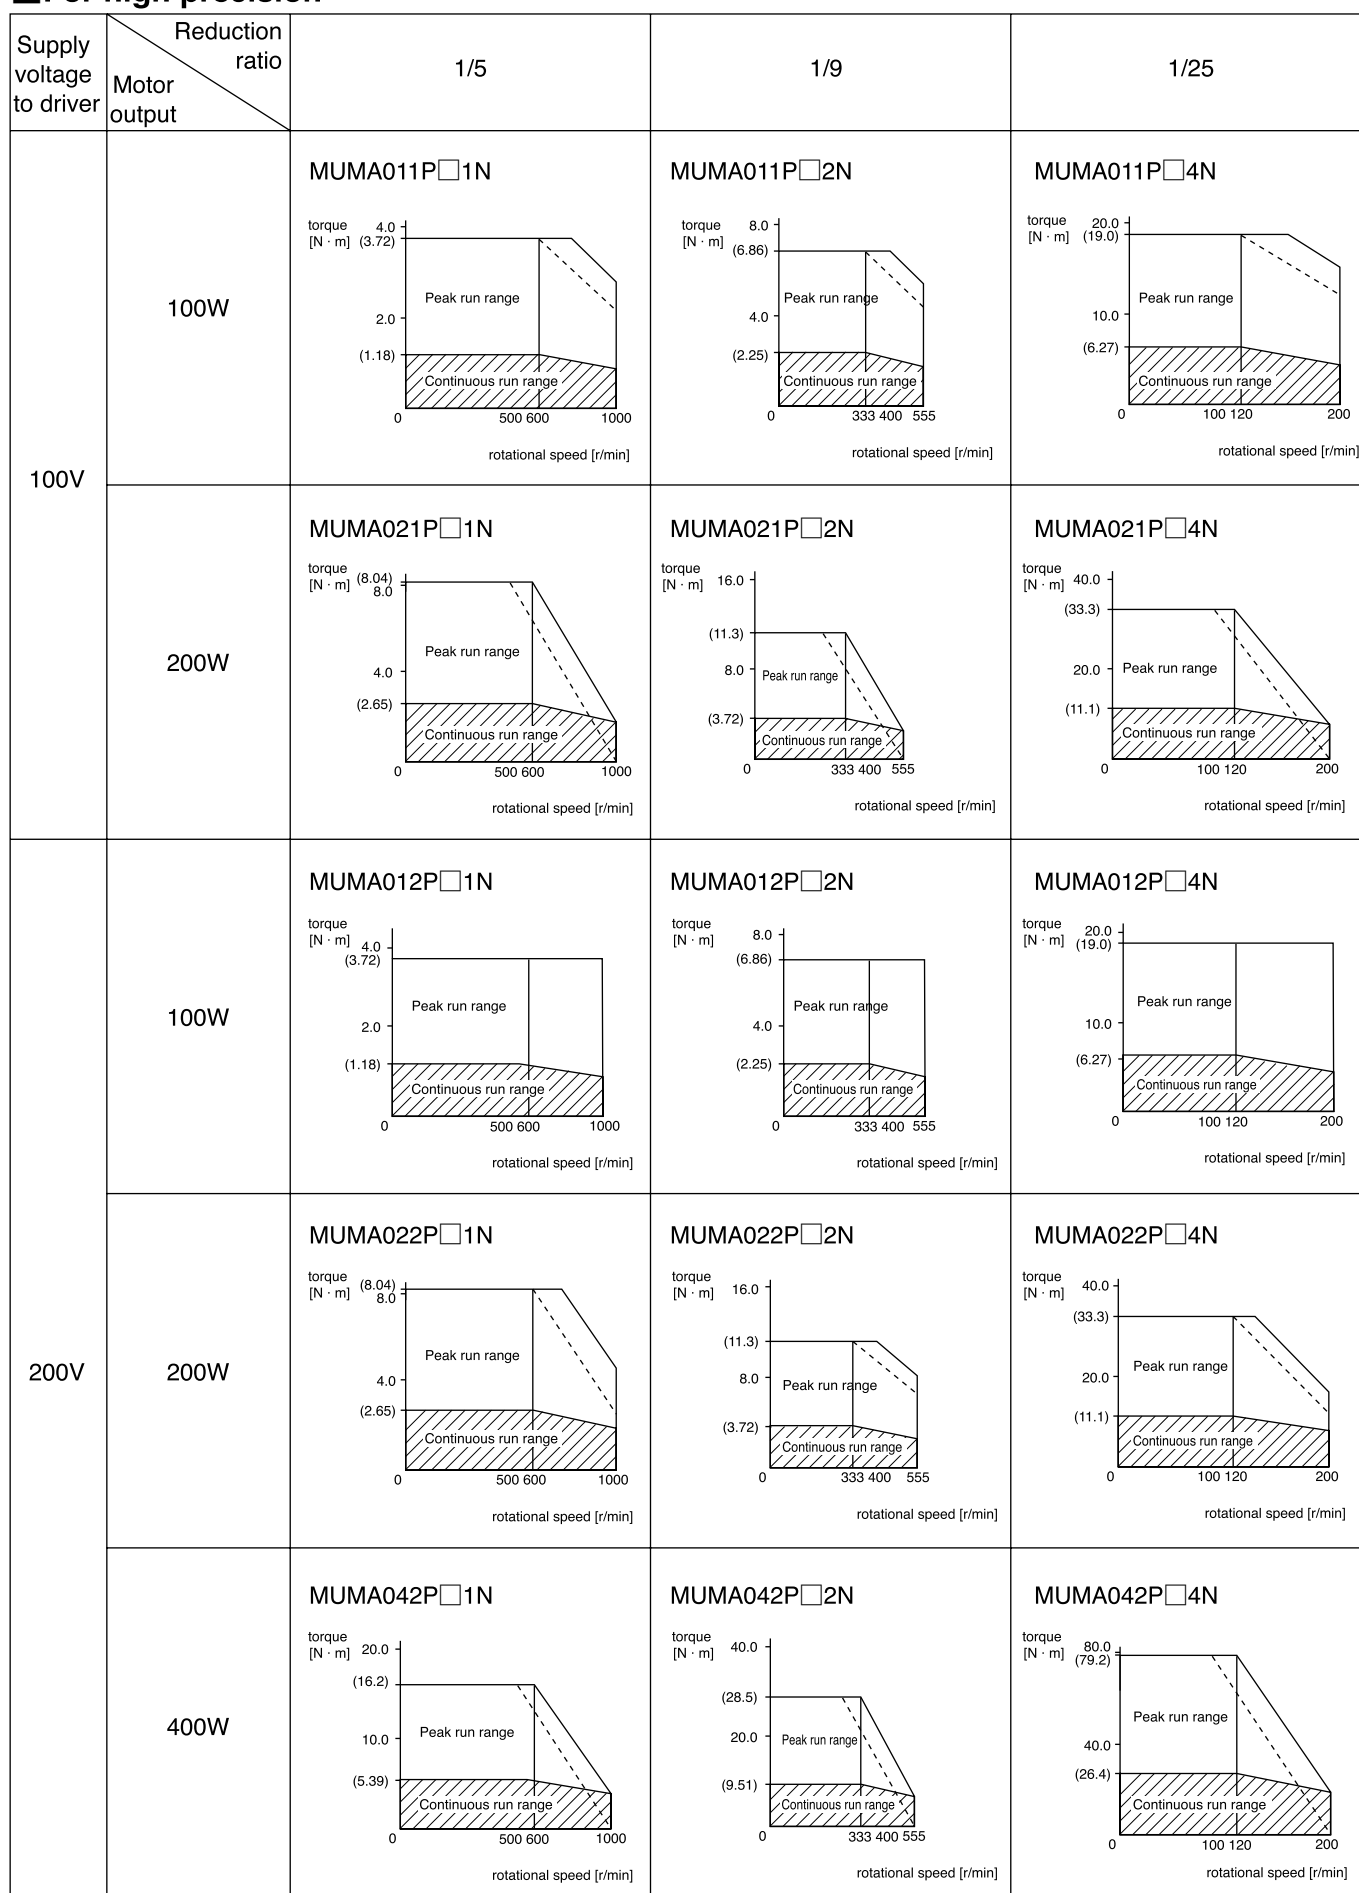 ■For high precision
Supply voltage to driver
Reduction ratio
Motor output
1/5
1/9
1/25
100V
100W
MUMA011P□1N
torque
[N · m]
4.0
(3.72)
Peak run range
2.0
(1.18)
Continuous run range
0
500 600
1000
rotational speed [r/min]
MUMA011P□2N
torque
[N · m]
8.0
(6.86)
Peak run range
4.0
(2.25)
Continuous run range
0
333 400 555
rotational speed [r/min]
MUMA011P□4N
torque
[N · m]
20.0
(19.0)
Peak run range
10.0
(6.27)
Continuous run range
0
100 120
200
rotational speed [r/min]
200W
MUMA021P□1N
torque
[N · m]
(8.04)
8.0
Peak run range
4.0
(2.65)
Continuous run range
0
500 600
1000
rotational speed [r/min]
MUMA021P□2N
torque
[N · m]
16.0
(11.3)
8.0
Peak run range
(3.72)
Continuous run range
0
333 400 555
rotational speed [r/min]
MUMA021P□4N
torque
[N · m]
40.0
(33.3)
20.0
Peak run range
(11.1)
Continuous run range
0
100 120
200
rotational speed [r/min]
200V
100W
MUMA012P□1N
torque
[N · m]
4.0
(3.72)
Peak run range
2.0
(1.18)
Continuous run range
0
500 600
1000
rotational speed [r/min]
MUMA012P□2N
torque
[N · m]
8.0
(6.86)
Peak run range
4.0
(2.25)
Continuous run range
0
333 400 555
rotational speed [r/min]
MUMA012P□4N
torque
[N · m]
20.0
(19.0)
Peak run range
10.0
(6.27)
Continuous run range
0
100 120
200
rotational speed [r/min]
200W
MUMA022P□1N
torque
[N · m]
(8.04)
8.0
Peak run range
4.0
(2.65)
Continuous run range
0
500 600
1000
rotational speed [r/min]
MUMA022P□2N
torque
[N · m]
16.0
(11.3)
8.0
Peak run range
(3.72)
Continuous run range
0
333 400 555
rotational speed [r/min]
MUMA022P□4N
torque
[N · m]
40.0
(33.3)
Peak run range
20.0
(11.1)
Continuous run range
0
100 120
200
rotational speed [r/min]
400W
MUMA042P□1N
torque
[N · m]
20.0
(16.2)
Peak run range
10.0
(5.39)
Continuous run range
0
500 600
1000
rotational speed [r/min]
MUMA042P□2N
torque
[N · m]
40.0
(28.5)
20.0
Peak run range
(9.51)
Continuous run range
0
333 400 555
rotational speed [r/min]
MUMA042P□4N
torque
[N · m]
80.0
(79.2)
Peak run range
40.0
(26.4)
Continuous run range
0
100 120
200
rotational speed [r/min]